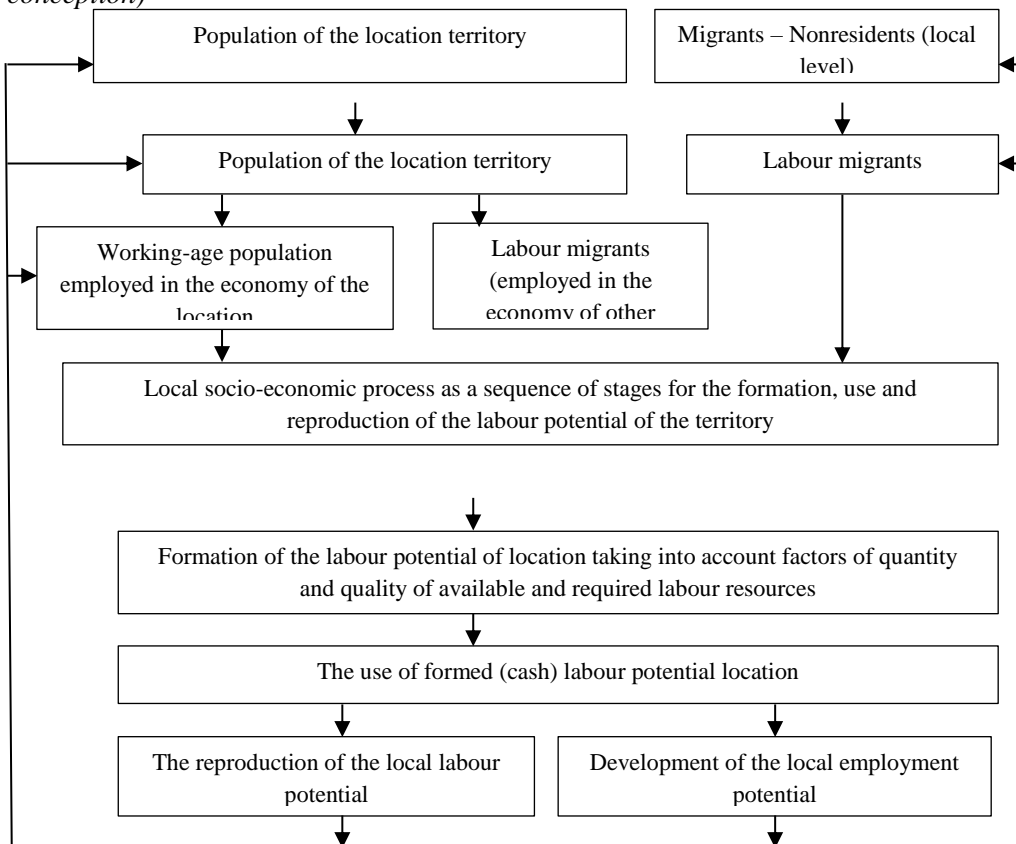 conception)
Population of the location territory
Migrants – Nonresidents (local
level)
Population of the location territory
Labour migrants
Working-age population
employed in the economy of the
location
Labour migrants
(employed in the
economy of other
Local socio-economic process as a sequence of stages for the formation, use and
reproduction of the labour potential of the territory
Formation of the labour potential of location taking into account factors of quantity
and quality of available and required labour resources
The use of formed (cash) labour potential location
The reproduction of the local labour
potential
Development of the local employment
potential